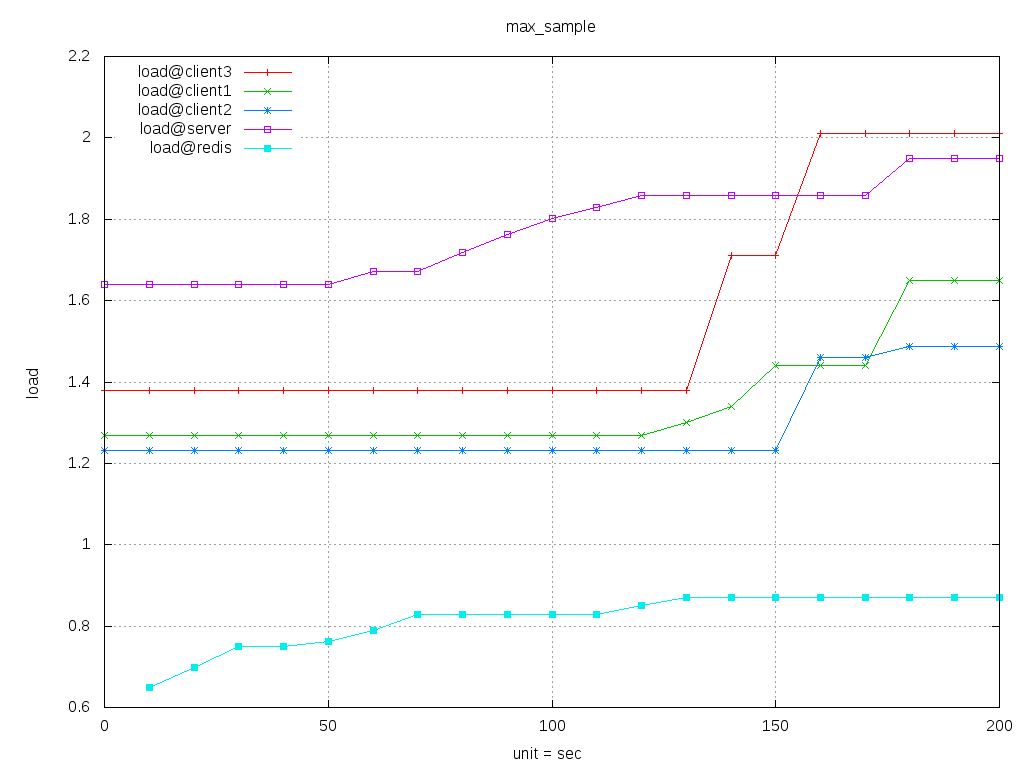 max_sample
2.2
2
1.8
1.6
1.4
1.2
1
0.8
0.6
load
load@client3
load@client1
load@client2
load@server
load@redis
0 50 100 150 200
unit = sec